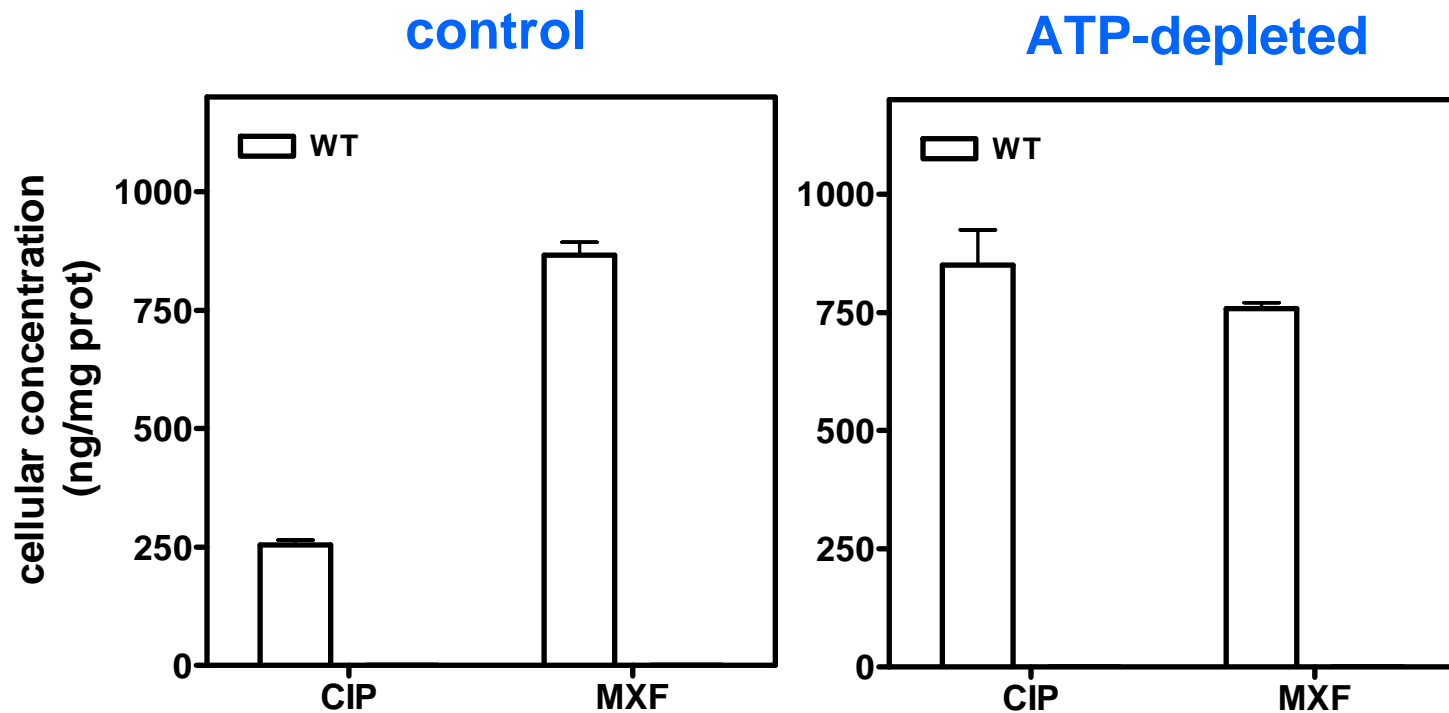 control
ATP-depleted
cellular concentration
(ng/mg prot)
WT
1000
750
500
250
0
CIP
MXF
WT
1000
750
500
250
0
CIP
MXF